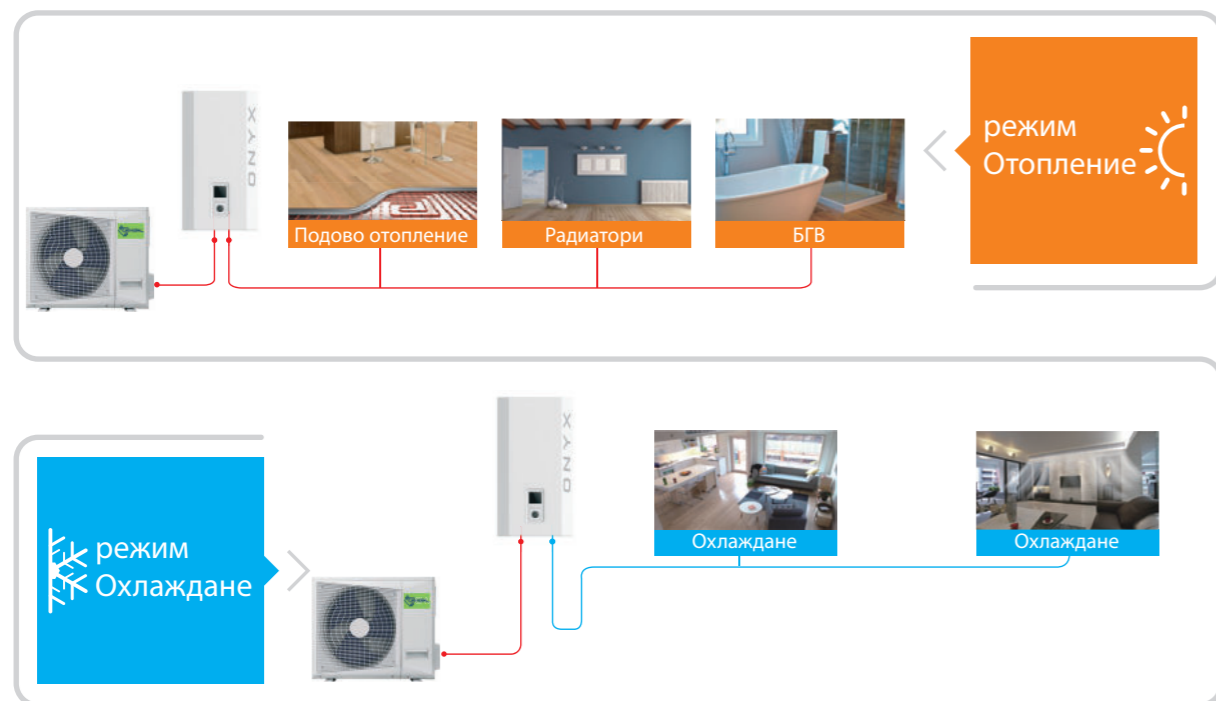 ONYX
режим
Отопление
Подово отопление
Радиатори
БГВ
ONYX
режим
Охлаждане
Охлаждане
Охлаждане